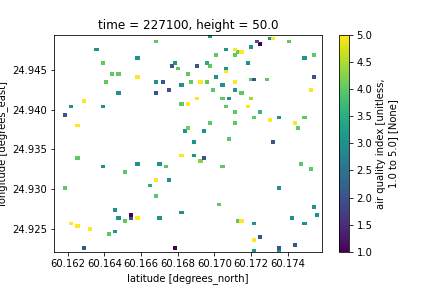 time = 227100, height = 50.0
24.945
24.940
24.935
24.930
24.925
longitude [degrees_east]
60.162 60.164 60.166 60.168 60.170 60.172 60.174
latitude [degrees_north]
5.0
4.5
4.0
3.5
3.0
2.5
2.0
1.5
1.0
air quality index [unitless,
1.0 to 5.0] [None]